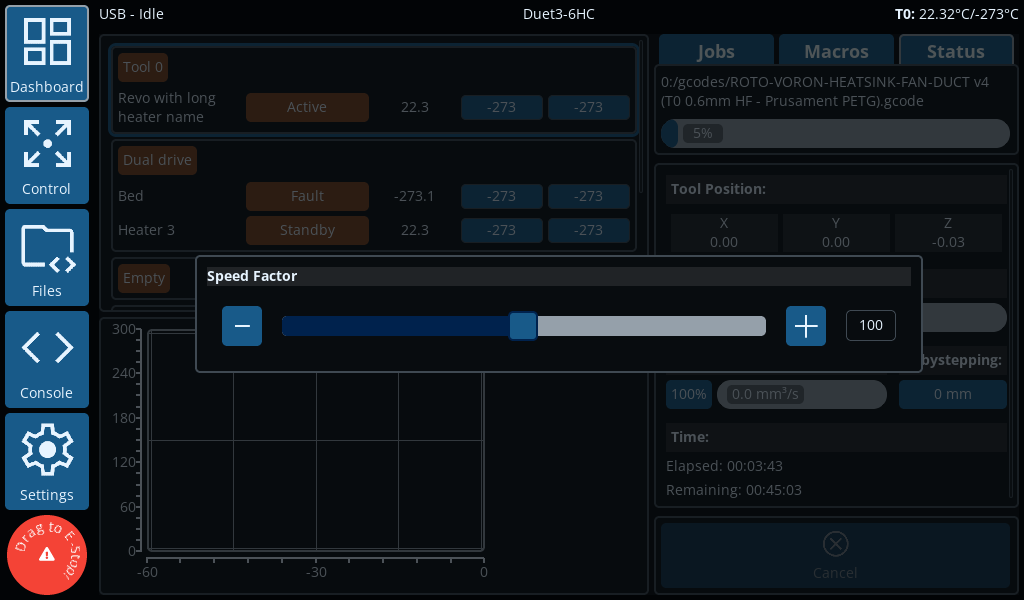 USB - Idle
Duet3-6HC
T0: 22.32°C/-273°C
Dashboard
Control
Files
Console
Settings
Drag to E-Stop!
Tool 0
Revo with long
heater name
Active
22.3
-273
-273
Dual drive
Bed
Fault
-273.1
-273
-273
Heater 3
Standby
22.3
-273
-273
Empty
Speed Factor
100
300
240
180
120
60
0
-60
-30
0
Jobs
Macros
Status
0:/gcodes/ROTO-VORON-HEATSINK-FAN-DUCT v4
(T0 0.6mm HF - Prusament PETG).gcode
5%
Tool Position:
X
0.00
Y
0.00
Z
-0.03
bystepping:
100%
0.0 mm³/s
0 mm
Time:
Elapsed: 00:03:43
Remaining: 00:45:03
Cancel